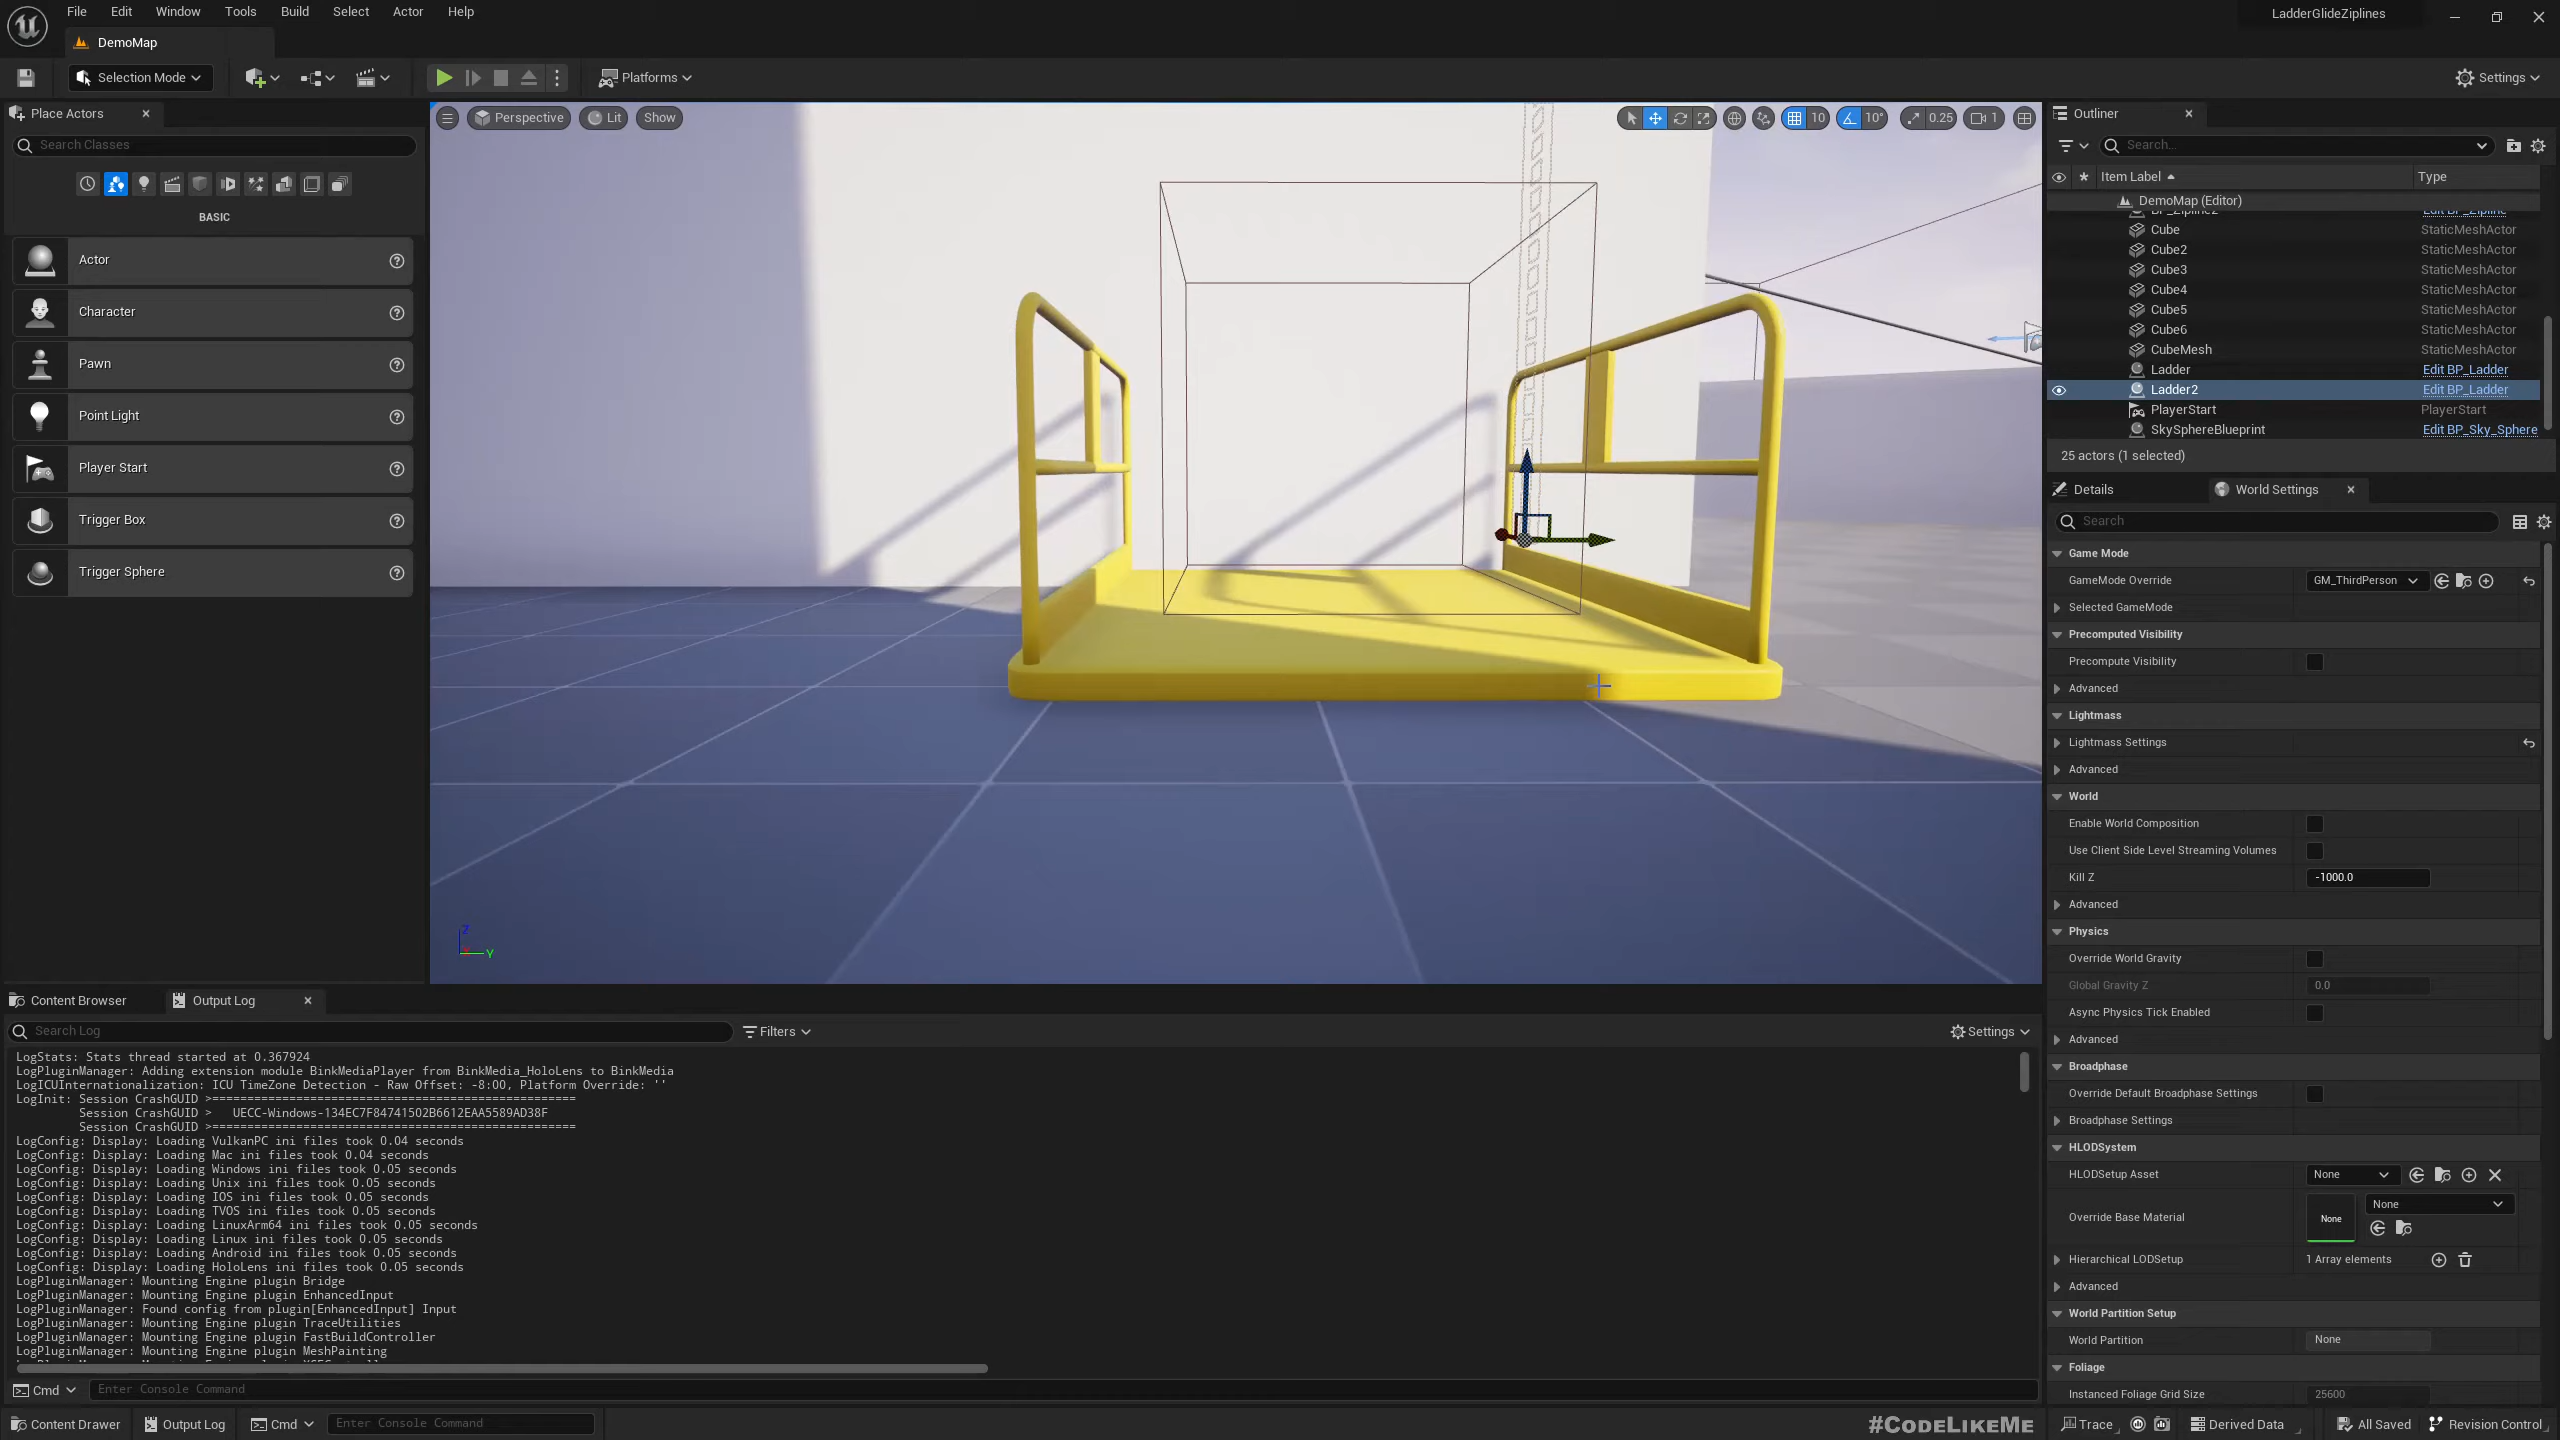 File Edit Window Tools Build Select Actor Help
LadderGlideZiplines
DemoMap
Selection Mode
Platforms
Settings
Place Actors
Search Classes
BASIC
Actor
Character
Pawn
Point Light
Player Start
Trigger Box
Trigger Sphere
Perspective Lit Show
10 10° 0.25 1
Z
Y
Outliner
Search...
Item Label Type
DemoMap (Editor)
BP_Zipline2 Edit BP_Zipline
Cube StaticMeshActor
Cube2 StaticMeshActor
Cube3 StaticMeshActor
Cube4 StaticMeshActor
Cube5 StaticMeshActor
Cube6 StaticMeshActor
CubeMesh StaticMeshActor
Ladder Edit BP_Ladder
Ladder2 Edit BP_Ladder
PlayerStart PlayerStart
SkySphereBlueprint Edit BP_Sky_Sphere
25 actors (1 selected)
Details World Settings
Search
Game Mode
GameMode Override GM_ThirdPerson
Selected GameMode
Precomputed Visibility
Precompute Visibility
Advanced
Lightmass
Lightmass Settings
Advanced
World
Enable World Composition
Use Client Side Level Streaming Volumes
Kill Z -1000.0
Advanced
Physics
Override World Gravity
Global Gravity Z 0.0
Async Physics Tick Enabled
Advanced
Broadphase
Override Default Broadphase Settings
Broadphase Settings
HLODSystem
HLODSetup Asset None
Override Base Material None None
Hierarchical LODSetup 1 Array elements
Advanced
World Partition Setup
World Partition None
Foliage
Instanced Foliage Grid Size 25600
Content Browser Output Log
Search Log
Filters
Settings
LogStats: Stats thread started at 0.367924
LogPluginManager: Adding extension module BinkMediaPlayer from BinkMedia_HoloLens to BinkMedia
LogICUInternationalization: ICU TimeZone Detection - Raw Offset: -8:00, Platform Override: ''
LogInit: Session CrashGUID >====================================================
Session CrashGUID > UECC-Windows-134EC7F84741502B6612EAA5589AD38F
Session CrashGUID >====================================================
LogConfig: Display: Loading VulkanPC ini files took 0.04 seconds
LogConfig: Display: Loading Mac ini files took 0.04 seconds
LogConfig: Display: Loading Windows ini files took 0.05 seconds
LogConfig: Display: Loading Unix ini files took 0.05 seconds
LogConfig: Display: Loading IOS ini files took 0.05 seconds
LogConfig: Display: Loading TVOS ini files took 0.05 seconds
LogConfig: Display: Loading LinuxArm64 ini files took 0.05 seconds
LogConfig: Display: Loading Linux ini files took 0.05 seconds
LogConfig: Display: Loading Android ini files took 0.05 seconds
LogConfig: Display: Loading HoloLens ini files took 0.05 seconds
LogPluginManager: Mounting Engine plugin Bridge
LogPluginManager: Mounting Engine plugin EnhancedInput
LogPluginManager: Found config from plugin[EnhancedInput] Input
LogPluginManager: Mounting Engine plugin TraceUtilities
LogPluginManager: Mounting Engine plugin FastBuildController
LogPluginManager: Mounting Engine plugin MeshPainting
Cmd Enter Console Command
Content Drawer Output Log Cmd Enter Console Command
#CodeLikeMe
Trace Derived Data All Saved Revision Control